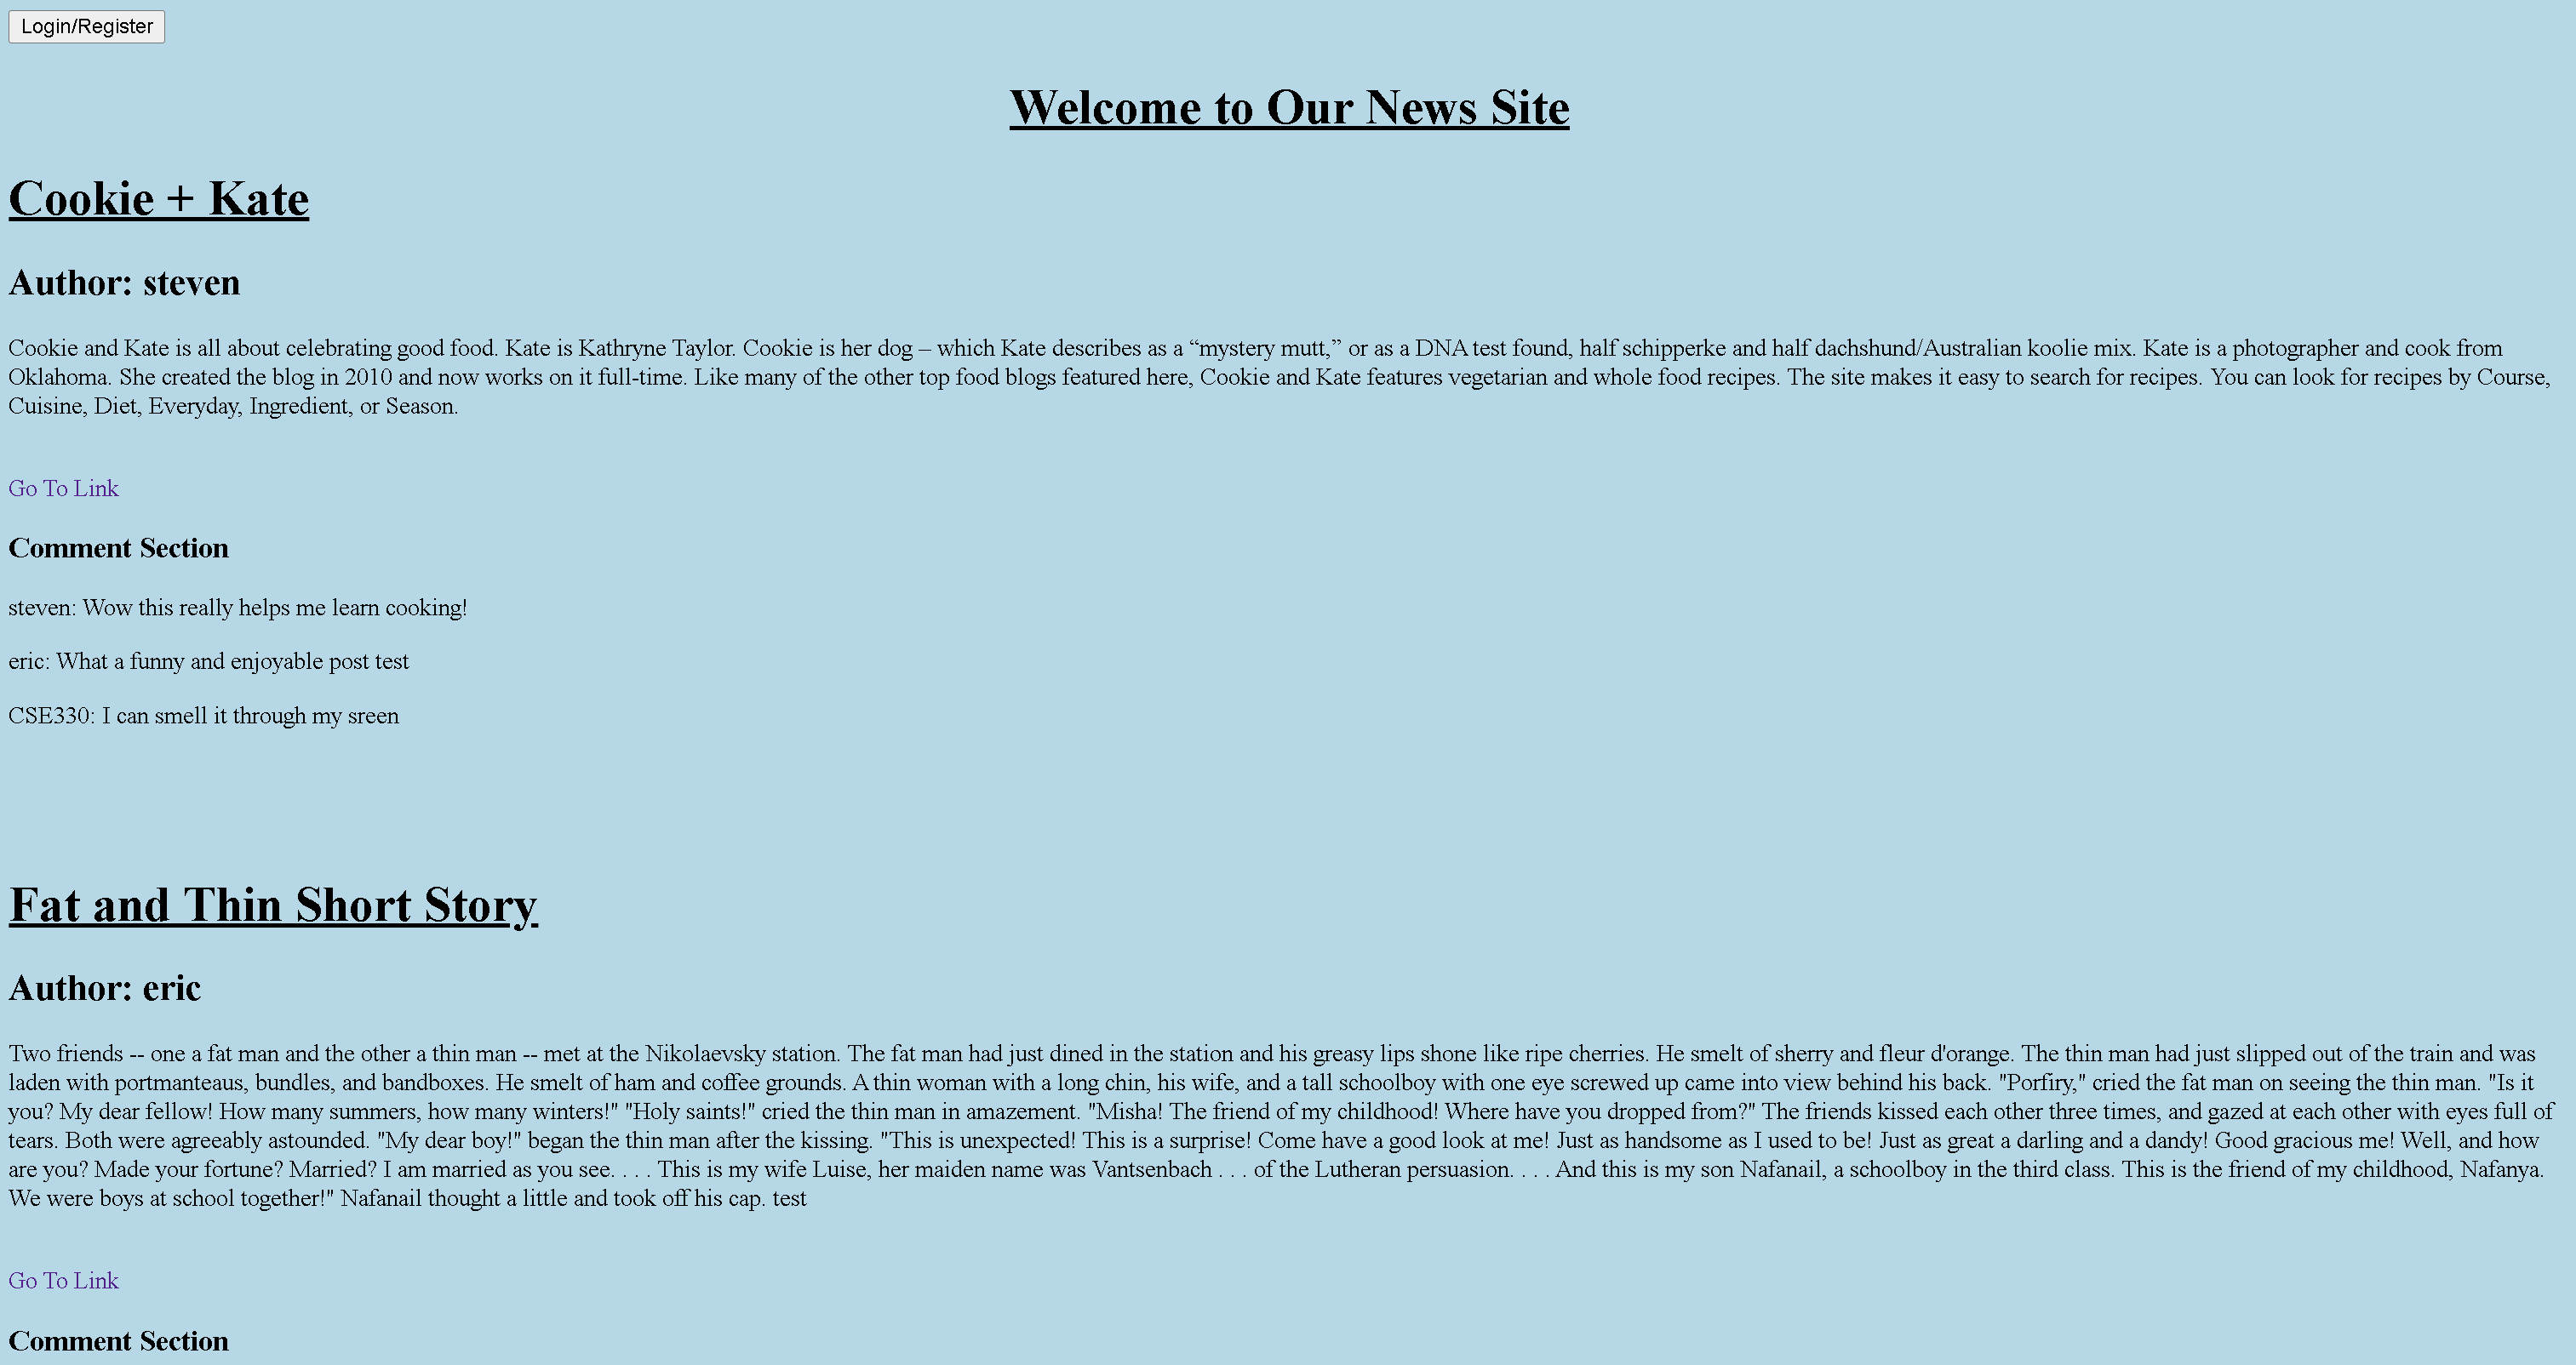 Login/Register
Welcome to Our News Site
Cookie + Kate
Author: steven
Cookie and Kate is all about celebrating good food. Kate is Kathryne Taylor. Cookie is her dog – which Kate describes as a “mystery mutt,” or as a DNA test found, half schipperke and half dachshund/Australian koolie mix. Kate is a photographer and cook from
Oklahoma. She created the blog in 2010 and now works on it full-time. Like many of the other top food blogs featured here, Cookie and Kate features vegetarian and whole food recipes. The site makes it easy to search for recipes. You can look for recipes by Course,
Cuisine, Diet, Everyday, Ingredient, or Season.
Go To Link
Comment Section
steven: Wow this really helps me learn cooking!
eric: What a funny and enjoyable post test
CSE330: I can smell it through my sreen
Fat and Thin Short Story
Author: eric
Two friends -- one a fat man and the other a thin man -- met at the Nikolaevsky station. The fat man had just dined in the station and his greasy lips shone like ripe cherries. He smelt of sherry and fleur d'orange. The thin man had just slipped out of the train and was
laden with portmanteaus, bundles, and bandboxes. He smelt of ham and coffee grounds. A thin woman with a long chin, his wife, and a tall schoolboy with one eye screwed up came into view behind his back. "Porfiry," cried the fat man on seeing the thin man. "Is it
you? My dear fellow! How many summers, how many winters!" "Holy saints!" cried the thin man in amazement. "Misha! The friend of my childhood! Where have you dropped from?" The friends kissed each other three times, and gazed at each other with eyes full of
tears. Both were agreeably astounded. "My dear boy!" began the thin man after the kissing. "This is unexpected! This is a surprise! Come have a good look at me! Just as handsome as I used to be! Just as great a darling and a dandy! Good gracious me! Well, and how
are you? Made your fortune? Married? I am married as you see. . . . This is my wife Luise, her maiden name was Vantsenbach . . . of the Lutheran persuasion. . . . And this is my son Nafanail, a schoolboy in the third class. This is the friend of my childhood, Nafanya.
We were boys at school together!" Nafanail thought a little and took off his cap. test
Go To Link
Comment Section